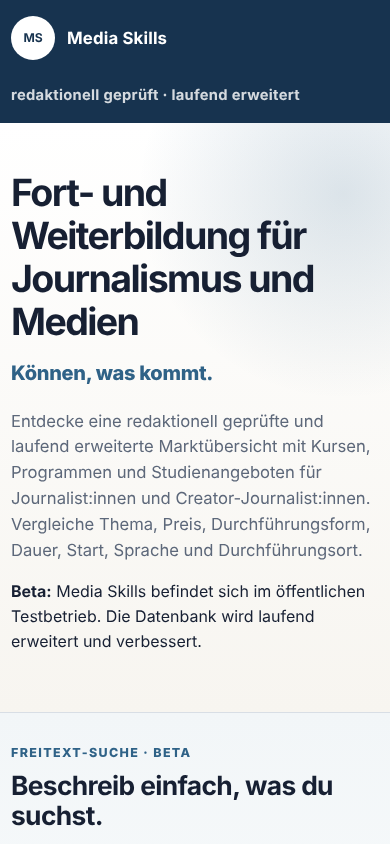 MS
Media Skills
redaktionell geprüft · laufend erweitert
Fort- und
Weiterbildung für
Journalismus und
Medien
Können, was kommt.
Entdecke eine redaktionell geprüfte und
laufend erweiterte Marktübersicht mit Kursen,
Programmen und Studienangeboten für
Journalist:innen und Creator-Journalist:innen.
Vergleiche Thema, Preis, Durchführungsform,
Dauer, Start, Sprache und Durchführungsort.
Beta: Media Skills befindet sich im öffentlichen
Testbetrieb. Die Datenbank wird laufend
erweitert und verbessert.
FREITEXT-SUCHE · BETA
Beschreib einfach, was du
suchst.